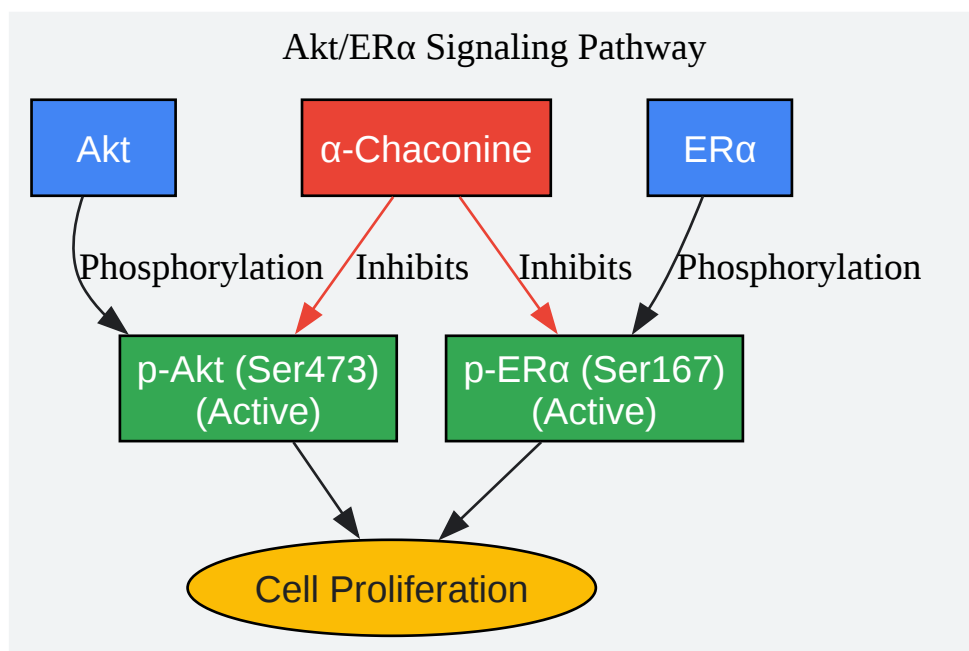 Akt/ERα Signaling Pathway
Akt
α-Chaconine
ERα
Phosphorylation
Inhibits
Inhibits
Phosphorylation
p-Akt (Ser473)
(Active)
p-ERα (Ser167)
(Active)
Cell Proliferation